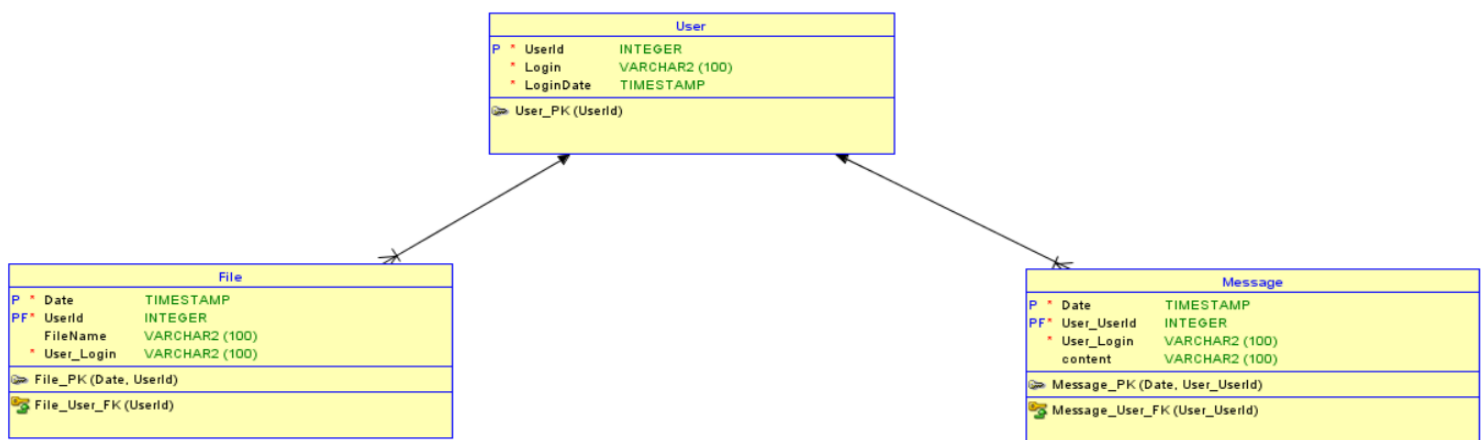 User
P * UserId INTEGER
* Login VARCHAR2 (100)
* LoginDate TIMESTAMP
User_PK (UserId)
File
P * Date TIMESTAMP
PF* UserId INTEGER
FileName VARCHAR2 (100)
* User_Login VARCHAR2 (100)
File_PK (Date, UserId)
File_User_FK (UserId)
Message
P * Date TIMESTAMP
PF* User_UserId INTEGER
* User_Login VARCHAR2 (100)
content VARCHAR2 (100)
Message_PK (Date, User_UserId)
Message_User_FK (User_UserId)